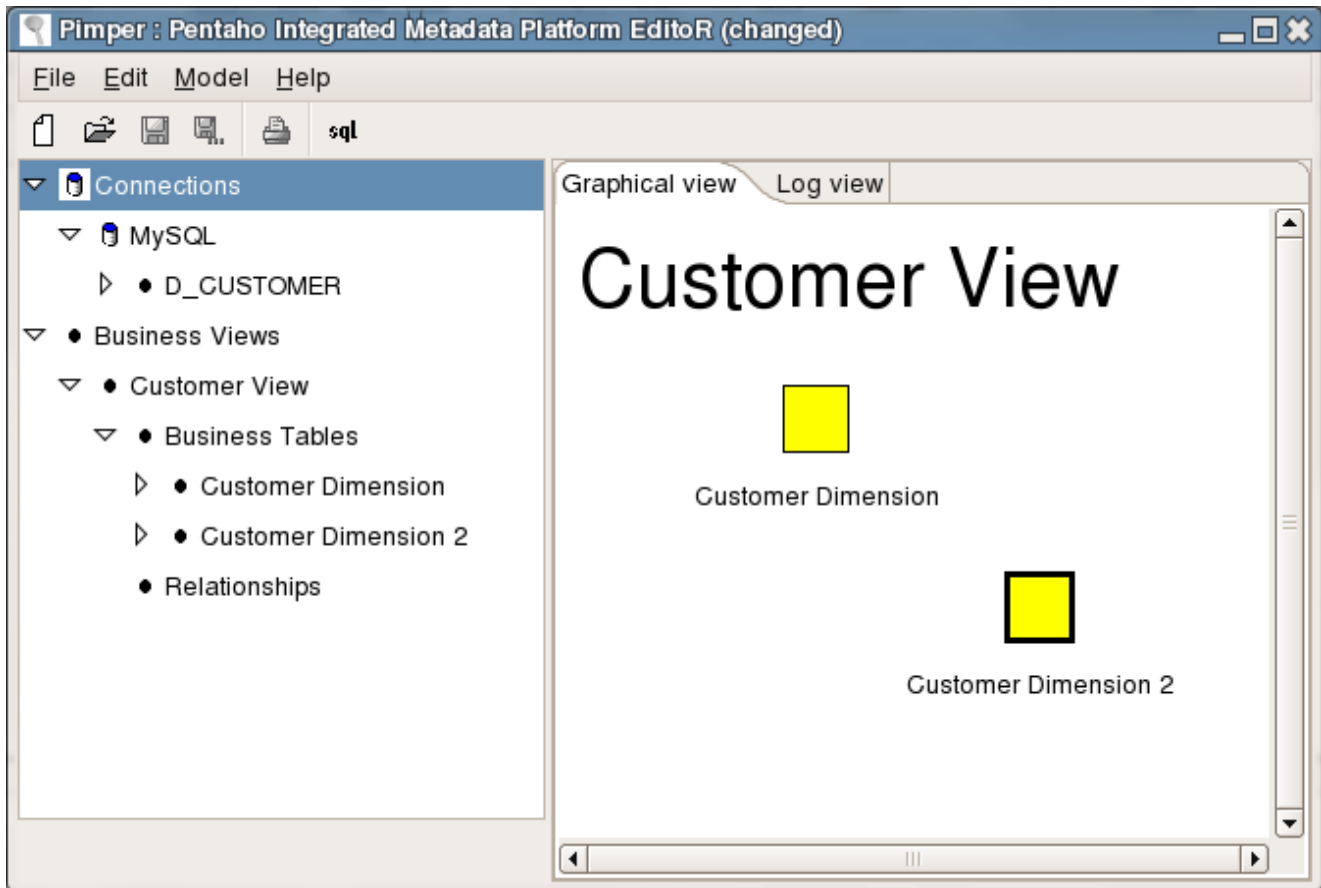 Pimper : Pentaho Integrated Metadata Platform EditoR (changed)
File Edit Model Help
sql
Connections
MySQL
D_CUSTOMER
Business Views
Customer View
Business Tables
Customer Dimension
Customer Dimension 2
Relationships
Graphical view Log view
Customer View
Customer Dimension
Customer Dimension 2